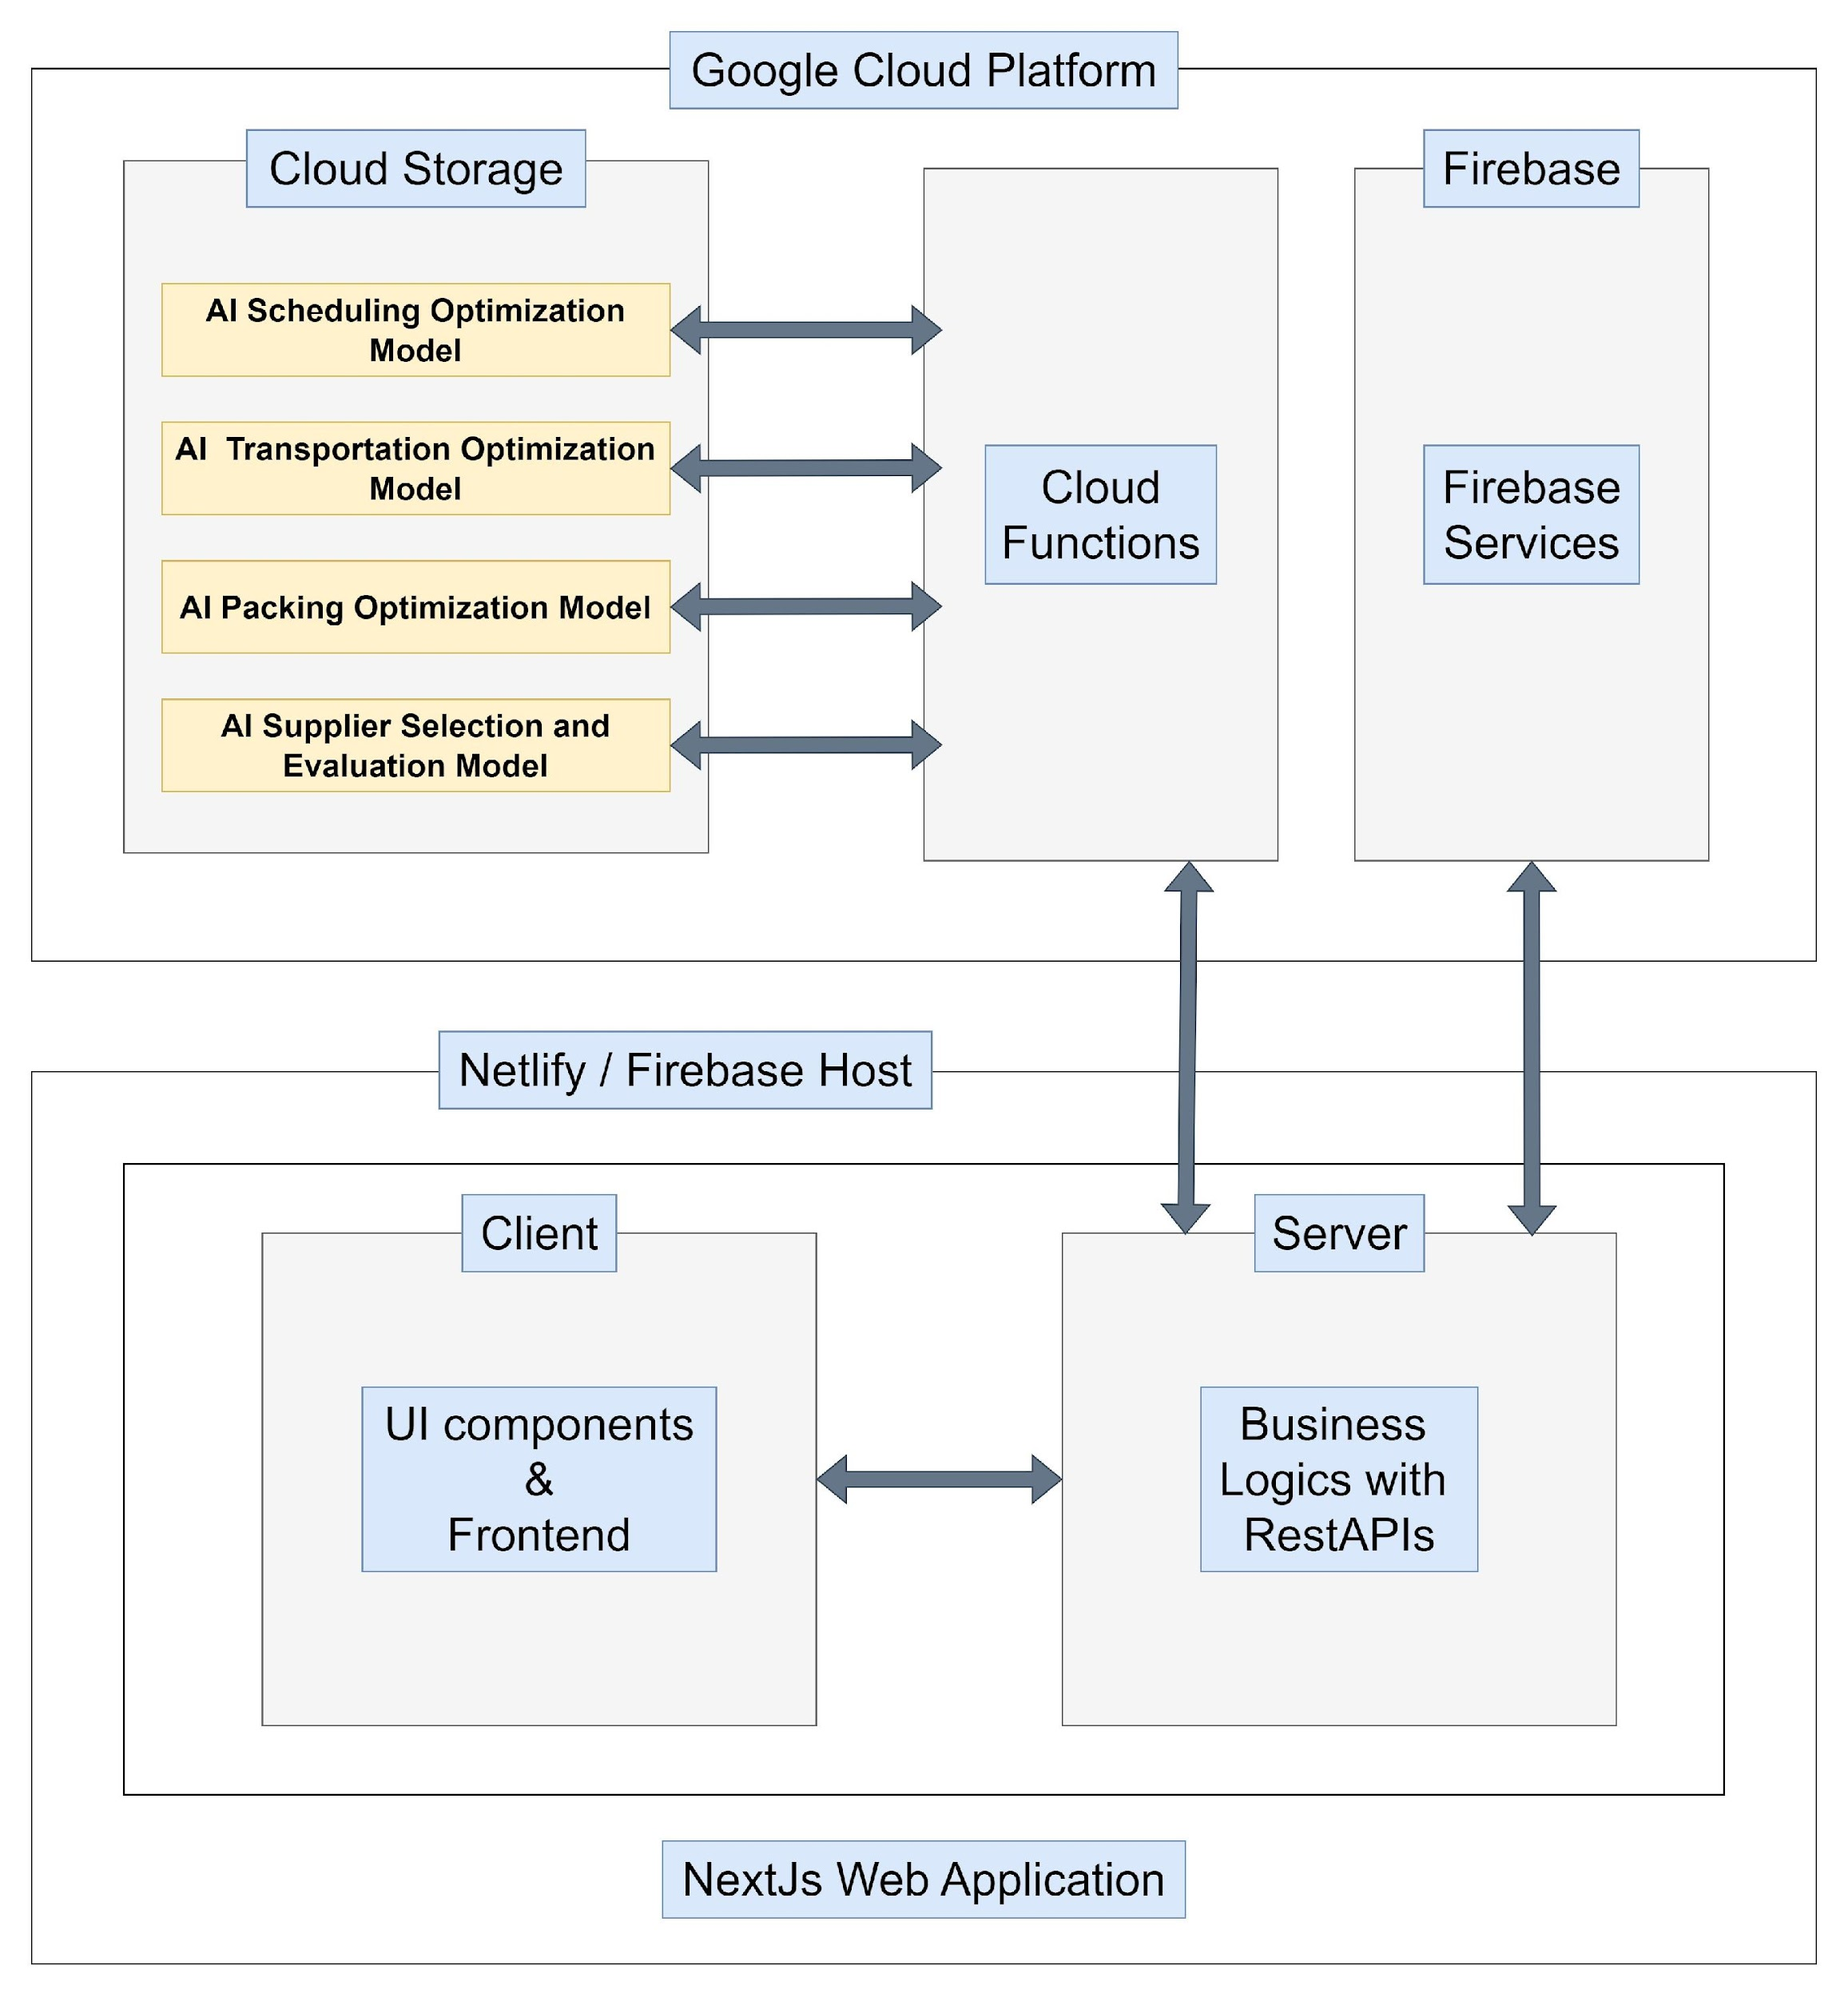 Google Cloud Platform
Cloud Storage
Firebase
AI Scheduling Optimization
Model
AI  Transportation Optimization
Model
AI Packing Optimization Model
AI Supplier Selection and
Evaluation Model
Cloud
Functions
Firebase
Services
Netlify / Firebase Host
Client
Server
UI components
&
Frontend
Business
Logics with
RestAPIs
NextJs Web Application